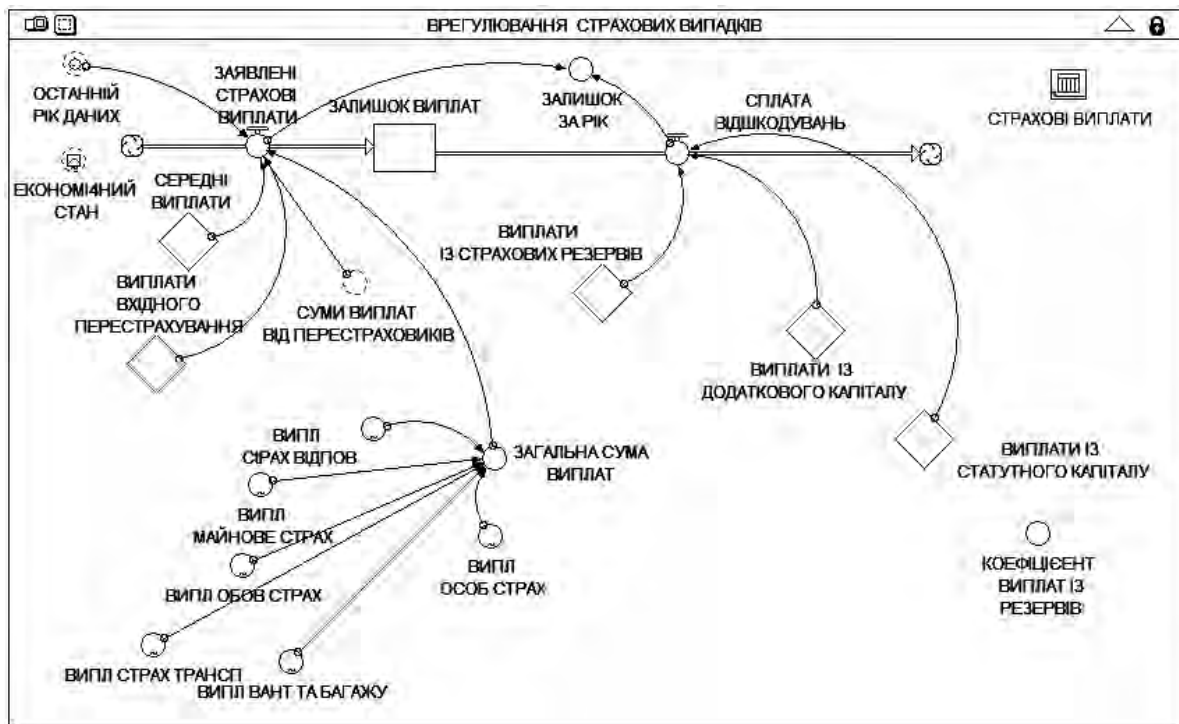 ВРЕГУЛЮВАННЯ СТРАХОВИХ ВИПАДКІВ
ОСТАННІЙ
РІК ДАНИХ
ЗАЯВЛЕНІ
СТРАХОВІ
ВИПЛАТИ
ЗАЛИШОК ВИПЛАТ
ЗАЛИШОК
ЗА РІК
СПЛАТА
ВІДШКОДУВАНЬ
СТРАХОВІ ВИПЛАТИ
ЕКОНОМІ4НИЙ
СТАН
СЕРЕДНІ
ВИПЛАТИ
ВИПЛАТИ
ВХІДНОГО
ПЕРЕСТРАХУВАННЯ
СУМИ ВИПЛАТ
ВІД ПЕРЕСТРАХОВИКІВ
ВИПЛАТИ
ІЗ СТРАХОВИХ РЕЗЕРВІВ
ВИПЛАТИ ІЗ
ДОДАТКОВОГО КАПІТАЛУ
ВИПЛАТИ ІЗ
СТАТУТНОГО КАПІТАЛУ
ВИПЛ
СІРАХ ВІДПОВ
ЗАГАЛЬНА СУМА
ВИПЛАТ
ВИПЛ
МАЙНОВЕ СТРАХ
ВИПЛ
ОСОБ СТРАХ
ВИПЛ ОБОВ СТРАХ
КОЕФІЦІЄЕНТ
ВИПЛАТ ІЗ
РЕЗЕРВІВ
ВИПЛ СТРАХ ТРАНСП
ВИПЛ ВАНТ ТА БАГАЖУ